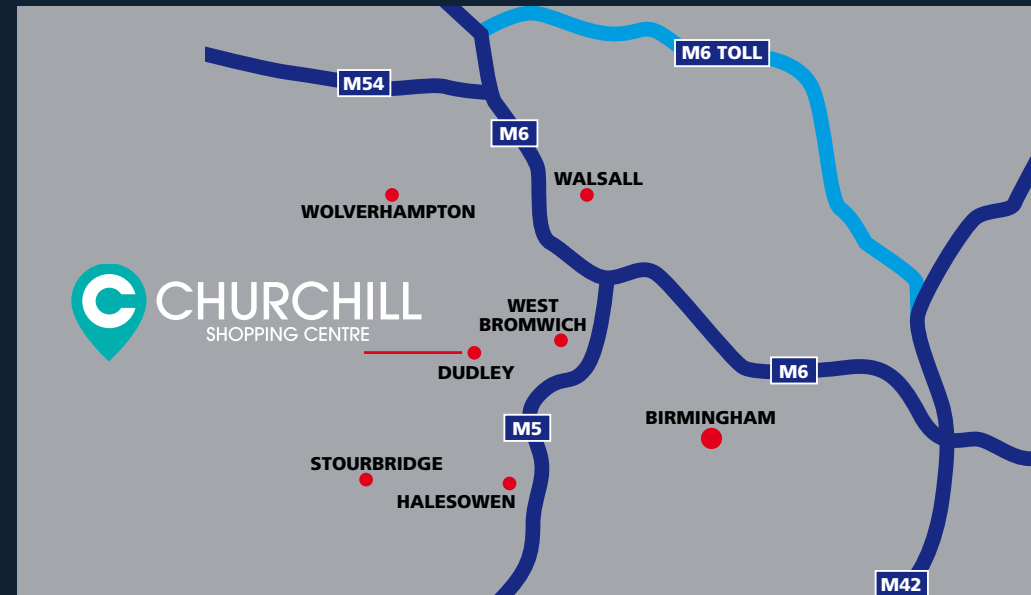 M6 TOLL
M54
M6
WALSALL
WOLVERHAMPTON
C
CHURCHILL
SHOPPING CENTRE
WEST
BROMWICH
DUDLEY
M6
BIRMINGHAM
M5
STOURBRIDGE
HALESOWEN
M42